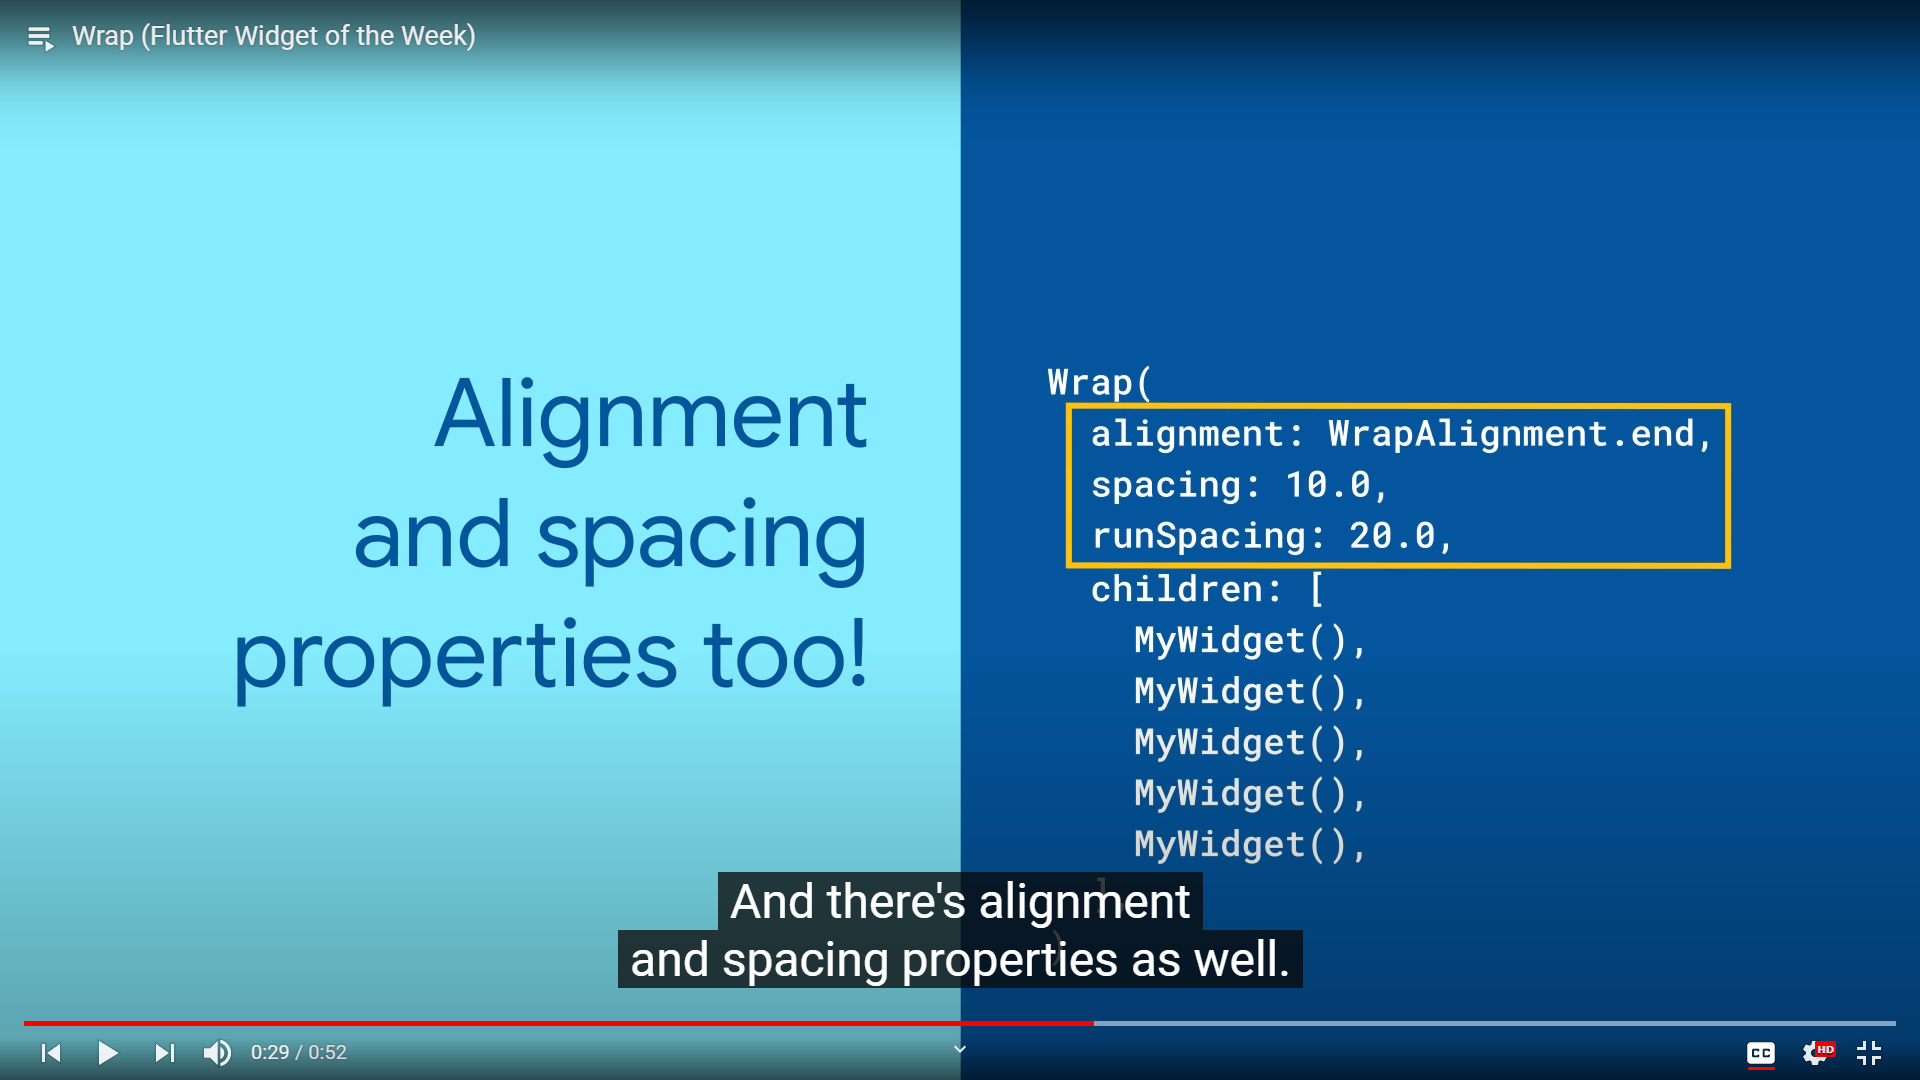 Wrap (Flutter Widget of the Week)
Alignment
and spacing
properties too!
Wrap(
alignment: WrapAlignment.end,
spacing: 10.0,
runSpacing: 20.0,
children: [
MyWidget(),
MyWidget(),
MyWidget(),
MyWidget(),
MyWidget(),
]
)
And there's alignment
and spacing properties as well.
0:29 / 0:52
CC
HD